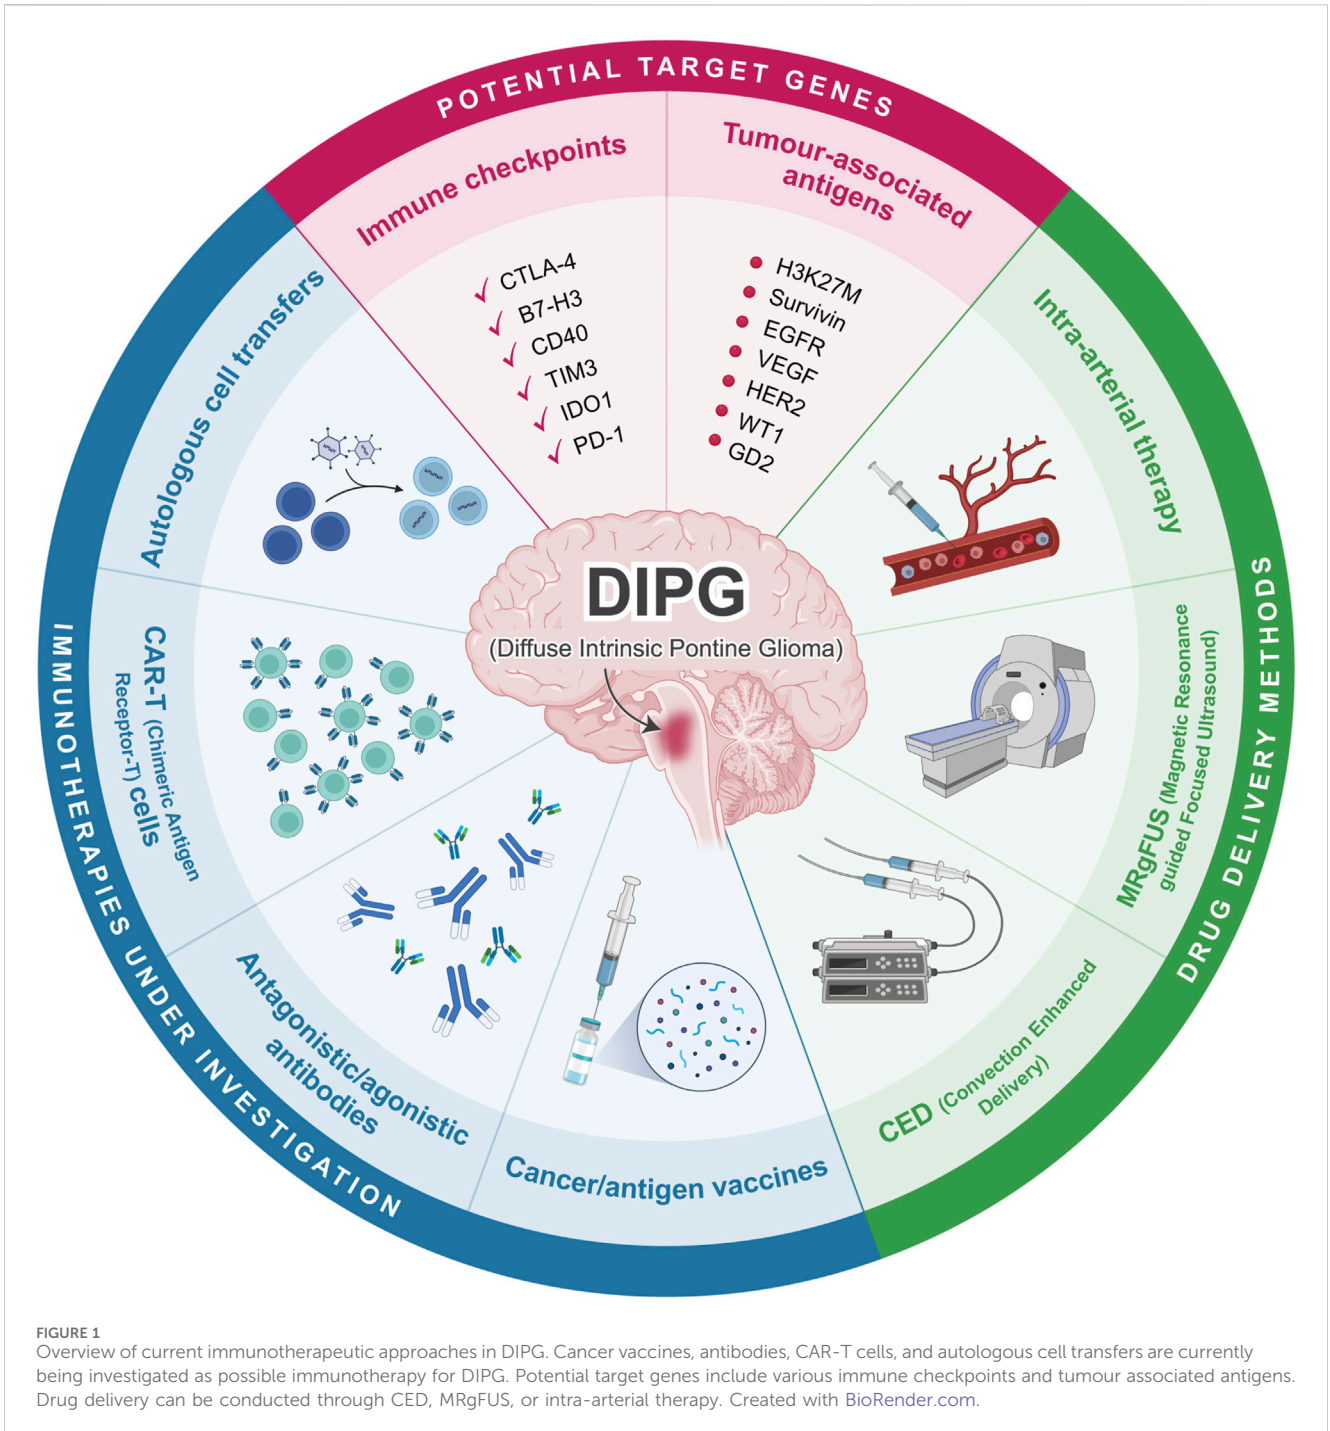 POTENTIAL TARGET GENES
Immune checkpoints
CTLA-4
B7-H3
CD40
TIM3
IDO1
PD-1
Tumour-associated
antigens
H3K27M
Survivin
EGFR
VEGF
HER2
WT1
GD2
DRUG DELIVERY METHODS
Intra-arterial therapy
MRgFUS (Magnetic Resonance
guided Focused Ultrasound)
CED (Convection Enhanced
Delivery)
IMMUNOTHERAPIES UNDER INVESTIGATION
Autologous cell transfers
CAR-T (Chimeric Antigen
Receptor-T) cells
Antagonistic/agonistic
antibodies
Cancer/antigen vaccines
DIPG
(Diffuse Intrinsic Pontine Glioma)
FIGURE 1
Overview of current immunotherapeutic approaches in DIPG. Cancer vaccines, antibodies, CAR-T cells, and autologous cell transfers are currently
being investigated as possible immunotherapy for DIPG. Potential target genes include various immune checkpoints and tumour associated antigens.
Drug delivery can be conducted through CED, MRgFUS, or intra-arterial therapy. Created with BioRender.com.